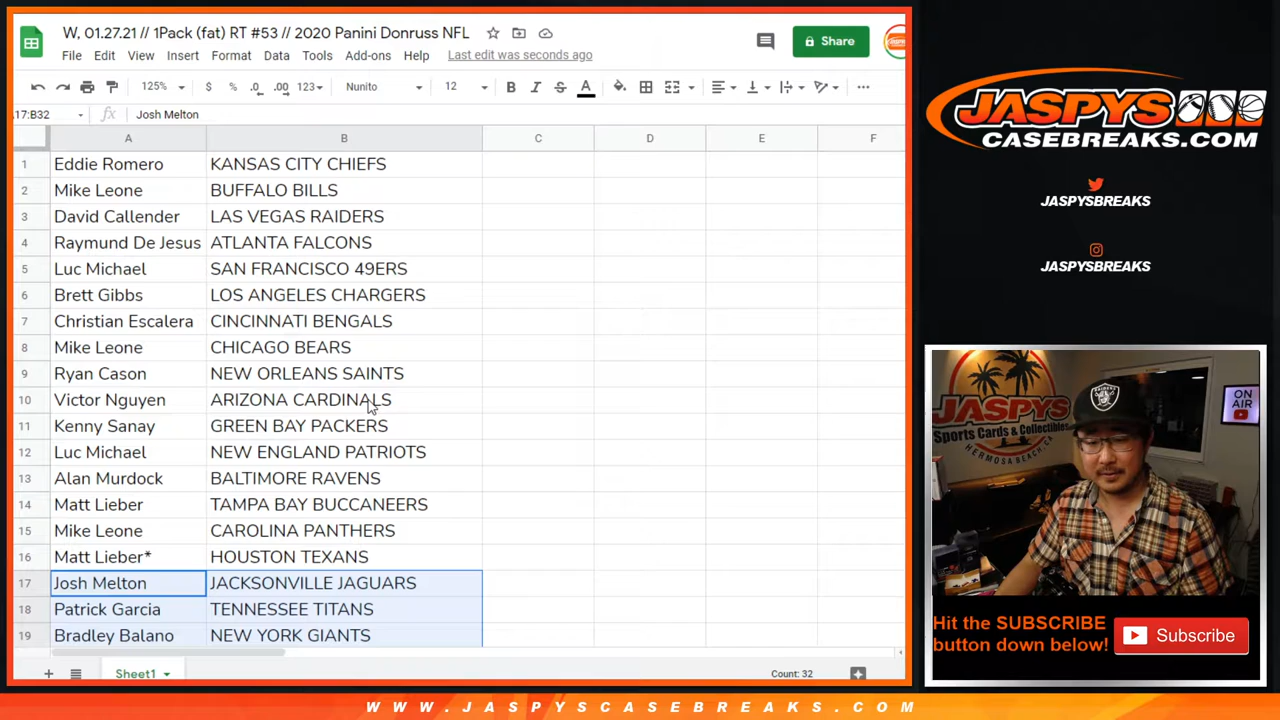 W, 01.27.21 // 1Pack (fat) RT #53 // 2020 Panini Donruss NFL
File Edit View Insert Format Data Tools Add-ons Help Last edit was seconds ago
Share
125% $ % .0 .00 123 Nunito 12 B I S A
17:B32 fx Josh Melton
A B C D E F
1 Eddie Romero KANSAS CITY CHIEFS
2 Mike Leone BUFFALO BILLS
3 David Callender LAS VEGAS RAIDERS
4 Raymund De Jesus ATLANTA FALCONS
5 Luc Michael SAN FRANCISCO 49ERS
6 Brett Gibbs LOS ANGELES CHARGERS
7 Christian Escalera CINCINNATI BENGALS
8 Mike Leone CHICAGO BEARS
9 Ryan Cason NEW ORLEANS SAINTS
10 Victor Nguyen ARIZONA CARDINALS
11 Kenny Sanay GREEN BAY PACKERS
12 Luc Michael NEW ENGLAND PATRIOTS
13 Alan Murdock BALTIMORE RAVENS
14 Matt Lieber TAMPA BAY BUCCANEERS
15 Mike Leone CAROLINA PANTHERS
16 Matt Lieber* HOUSTON TEXANS
17 Josh Melton JACKSONVILLE JAGUARS
18 Patrick Garcia TENNESSEE TITANS
19 Bradley Balano NEW YORK GIANTS
Sheet1
Count: 32
JASPYS
CASEBREAKS.COM
JASPYSBREAKS
JASPYSBREAKS
JASPYS
Sports Cards & Collectibles
HERMOSA BEACH, CA
RAIDERS
ON AIR
Hit the SUBSCRIBE
button down below!
Subscribe
WWW.JASPYSCASEBREAKS.COM